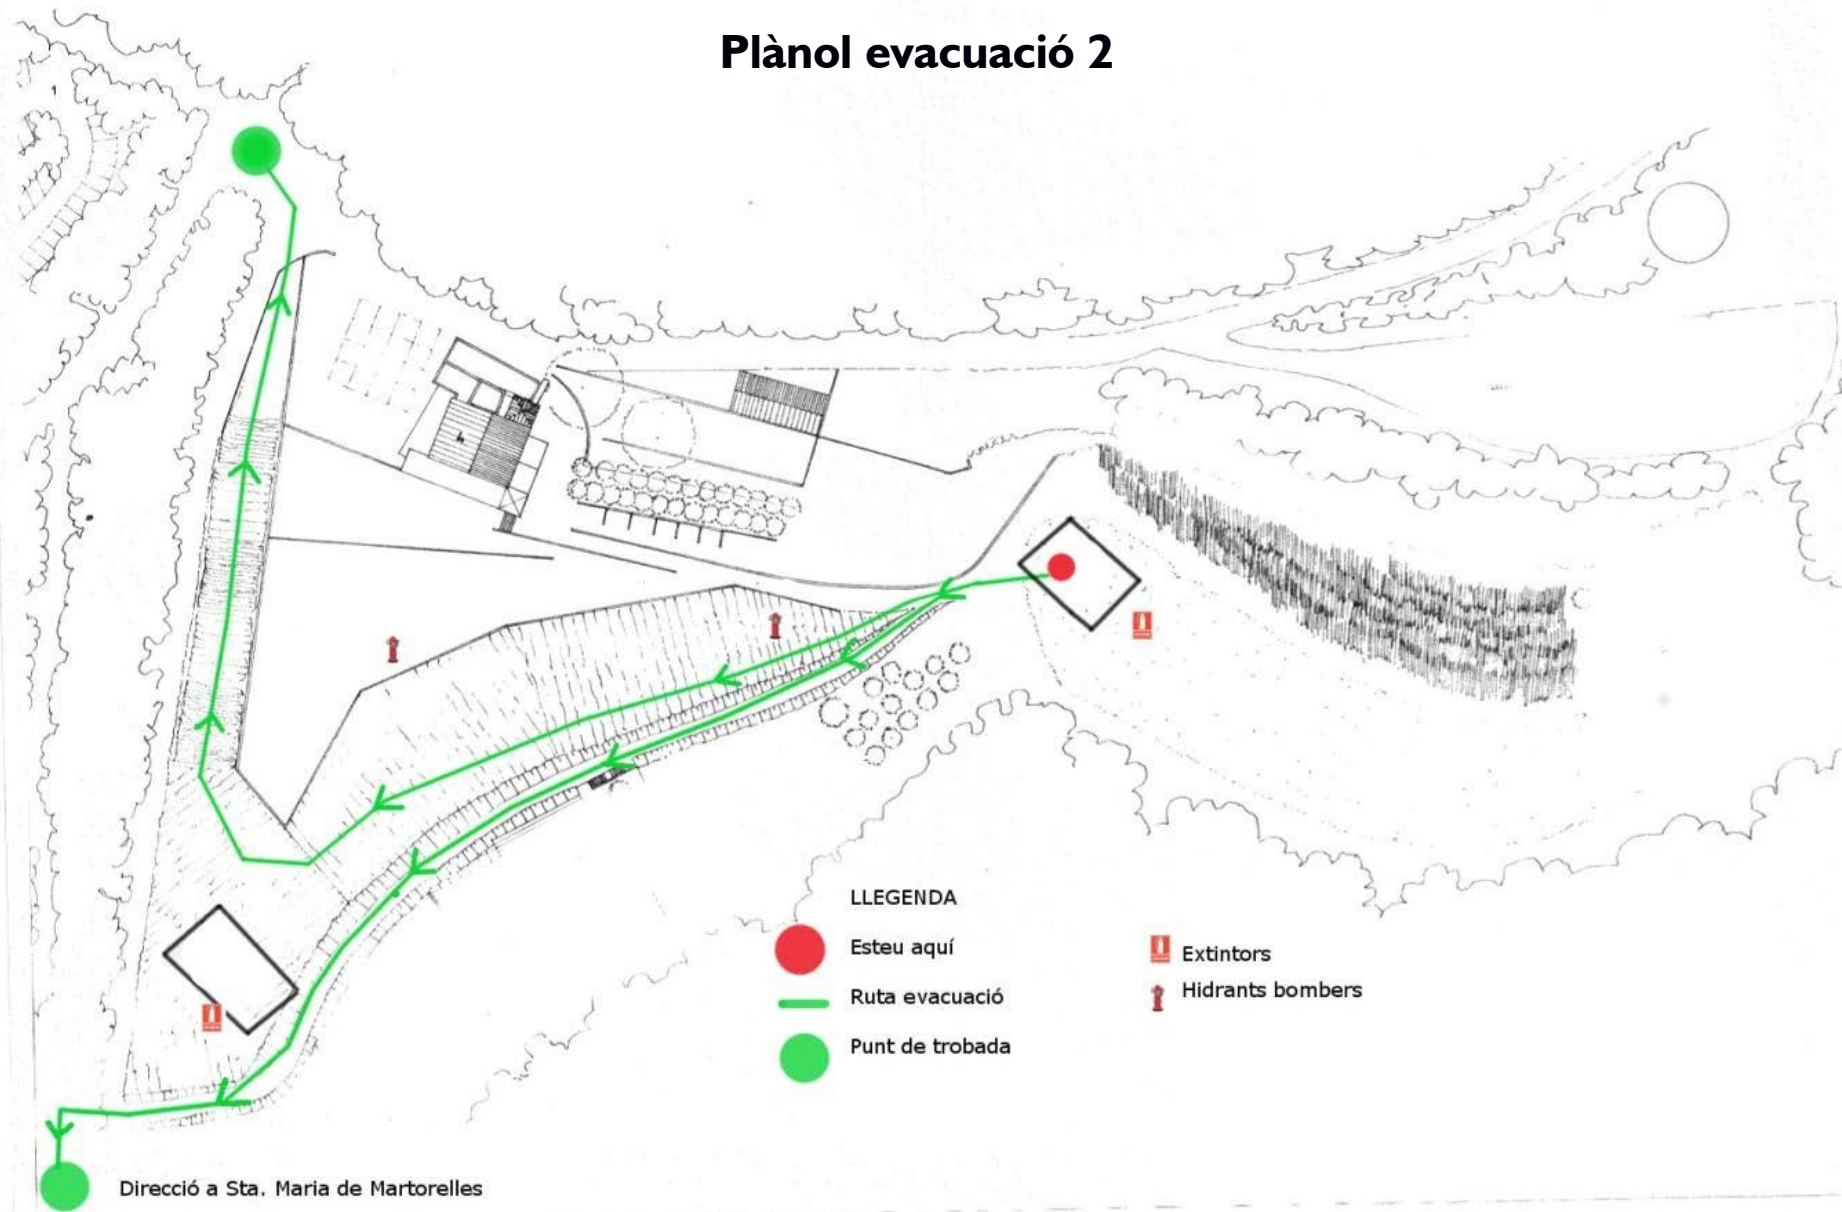 Plànol evacuació 2
LLEGENDA
Esteu aquí
Ruta evacuació
Punt de trobada
Extintors
Hidrants bombers
Direcció a Sta. Maria de Martorelles